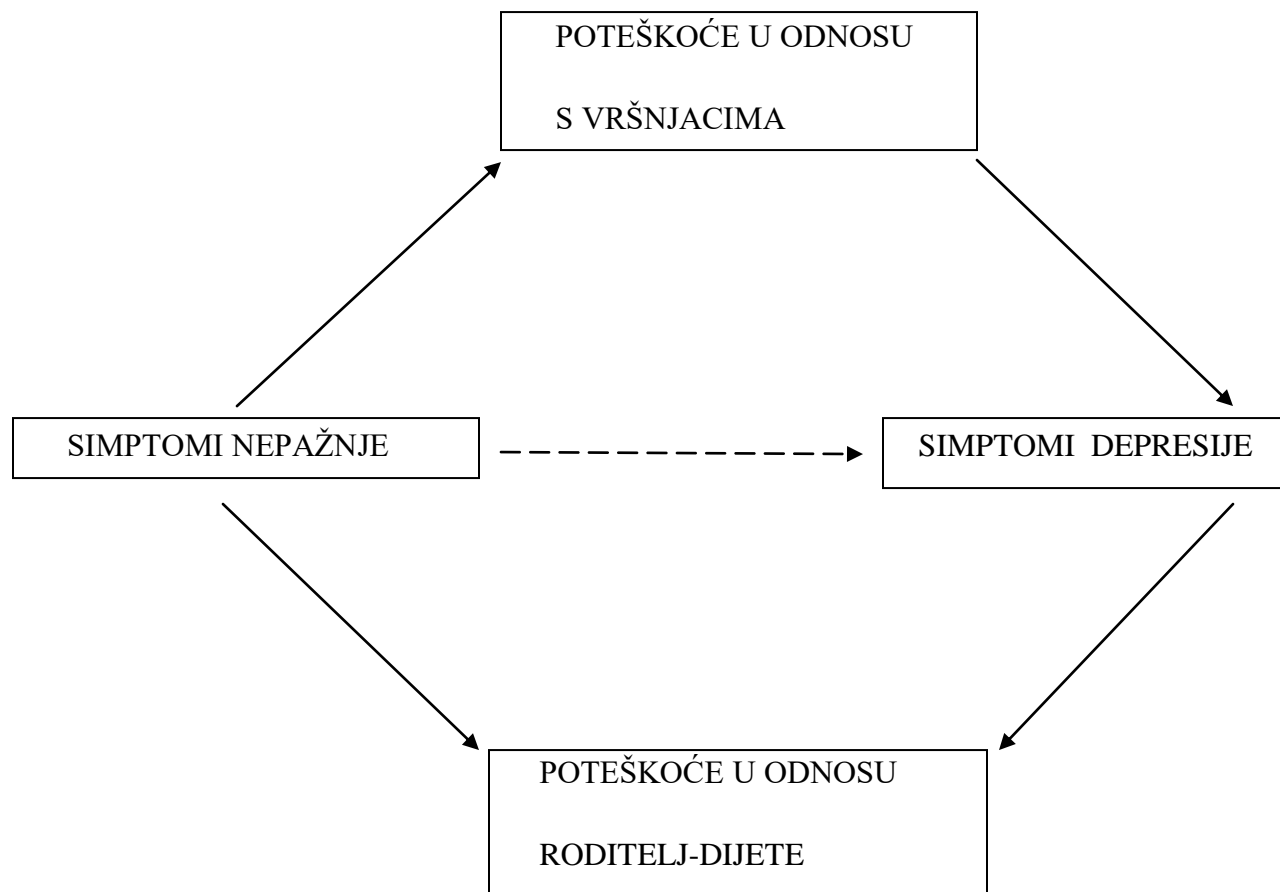 POTEŠKOĆE U ODNOSU
S VRŠNJACIMA
SIMPTOMI NEPAŽNJE
SIMPTOMI DEPRESIJE
POTEŠKOĆE U ODNOSU
RODITELJ-DIJETE